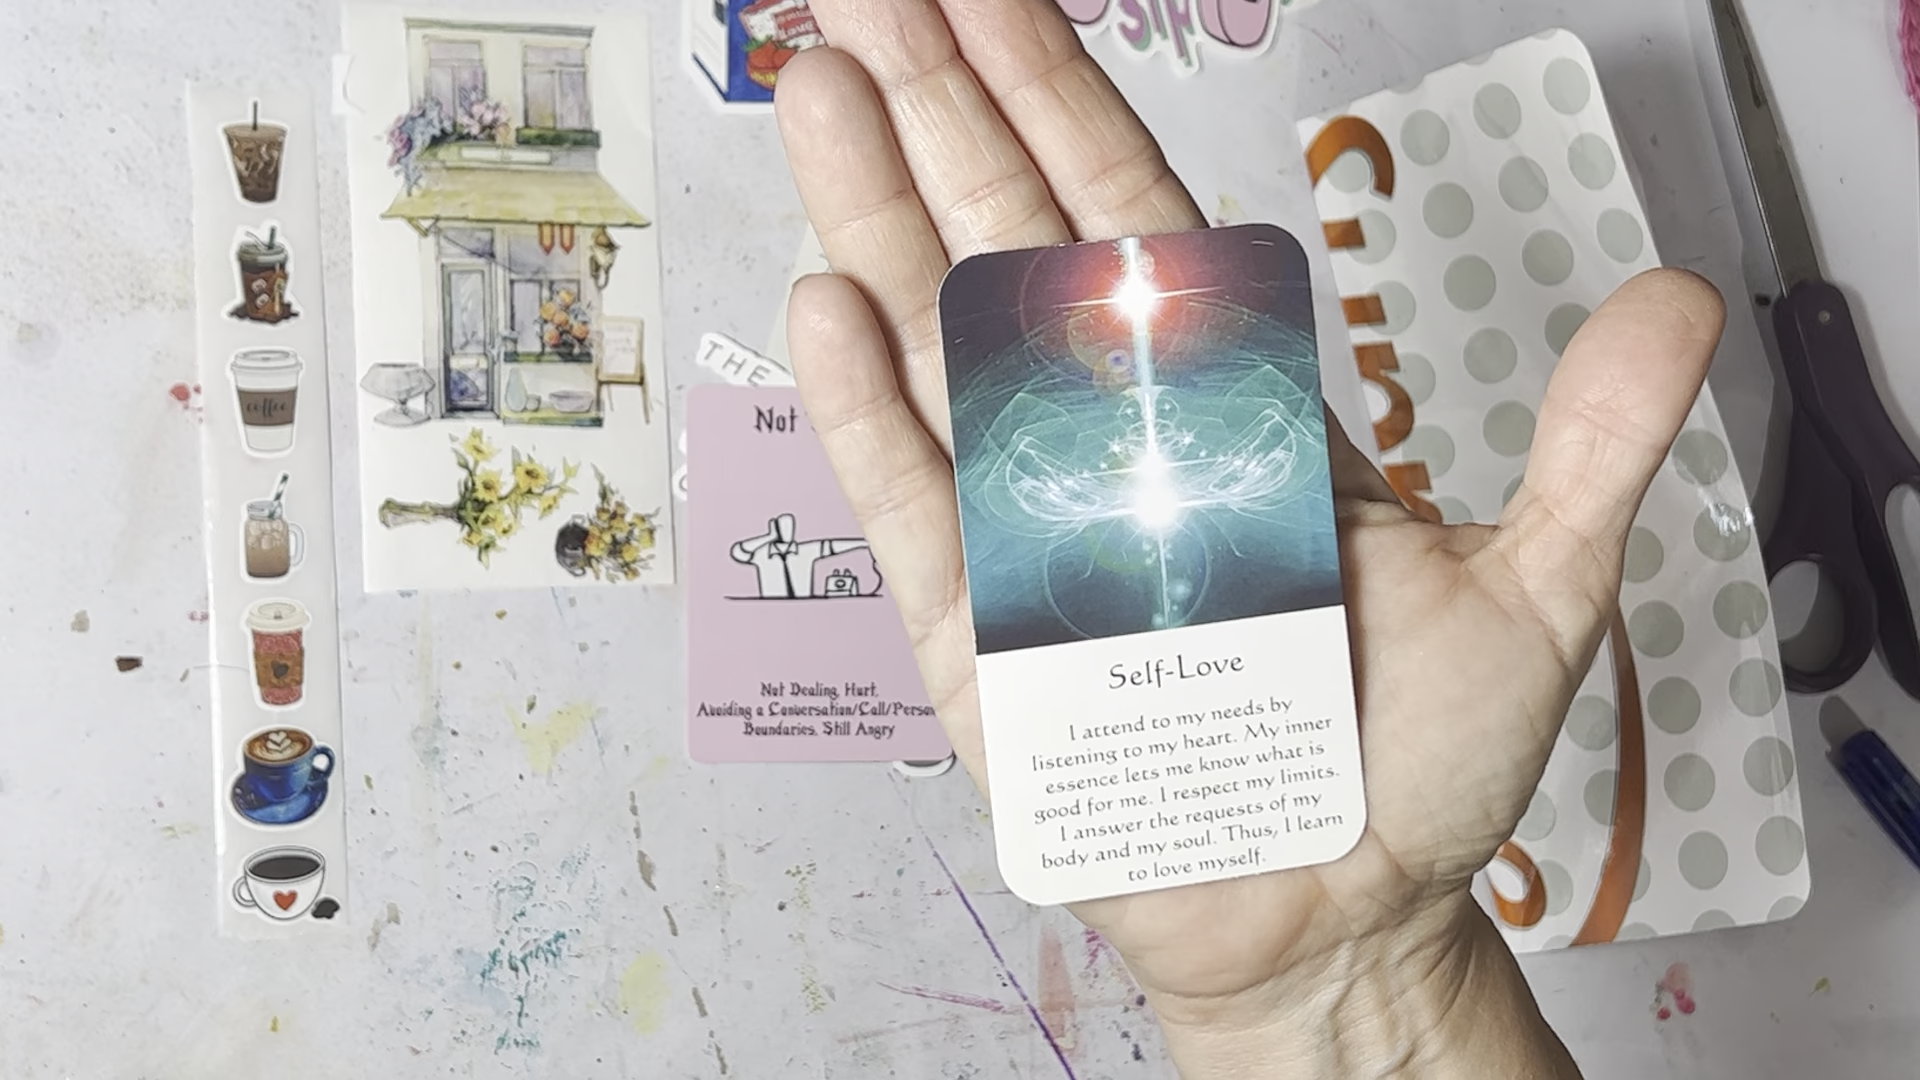 sip
THE
coffee
Not
Not Dealing, Hurt,
Avoiding a Conversation/Call/Person
Boundaries, Still Angry
Self-Love
I attend to my needs by
listening to my heart. My inner
essence lets me know what is
good for me. I respect my limits.
I answer the requests of my
body and my soul. Thus, I learn
to love myself.